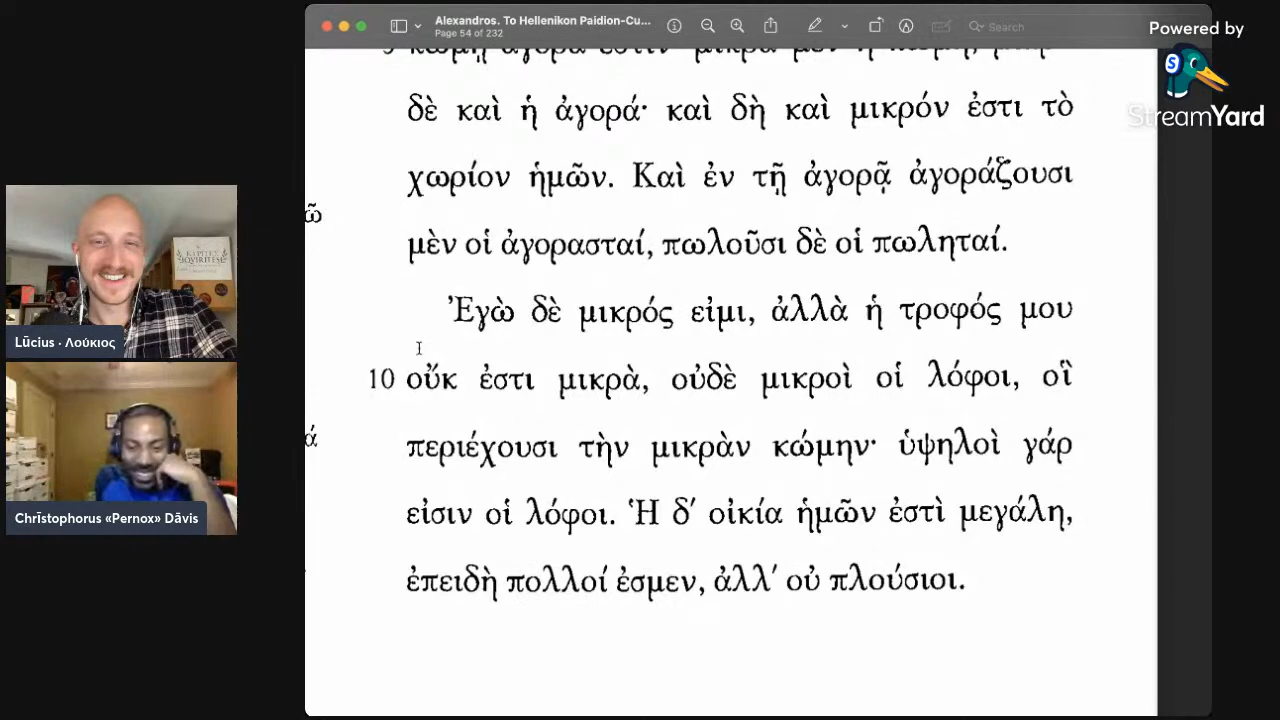 Alexandros. To Hellenikon Paidion-Cu...
Page 54 of 232
Search
Powered by
StreamYard
δὲ καὶ ἡ ἀγορά· καὶ δὴ καὶ μικρόν ἐστι τὸ
χωρίον ἡμῶν. Καὶ ἐν τῇ ἀγορᾷ ἀγοράζουσι
μὲν οἱ ἀγορασταί, πωλοῦσι δὲ οἱ πωληταί.
Ἐγὼ δὲ μικρός εἰμι, ἀλλὰ ἡ τροφός μου
10 οὔκ ἐστι μικρὰ, οὐδὲ μικροὶ οἱ λόφοι, οἳ
περιέχουσι τὴν μικρὰν κώμην· ὑψηλοὶ γάρ
εἰσιν οἱ λόφοι. Ἡ δ' οἰκία ἡμῶν ἐστὶ μεγάλη,
ἐπειδὴ πολλοί ἐσμεν, ἀλλ' οὐ πλούσιοι.
Lūcius · Λούκιος
Chrīstophorus «Pernox» Dāvis